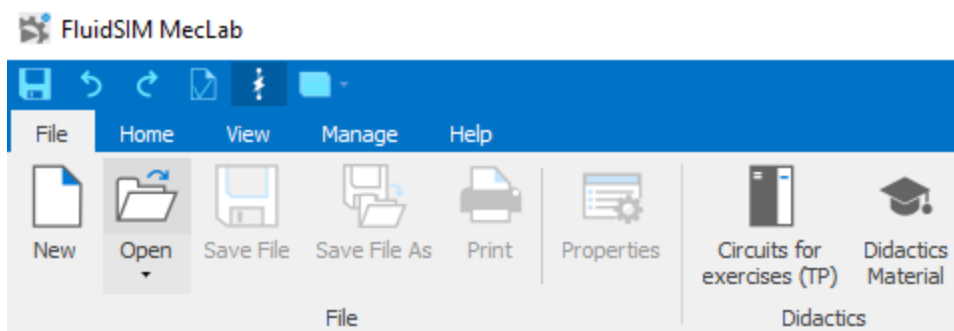 FluidSIM MecLab
File Home View Manage Help
New Open Save File Save File As Print Properties Circuits for exercises (TP) Didactics Material
File Didactics